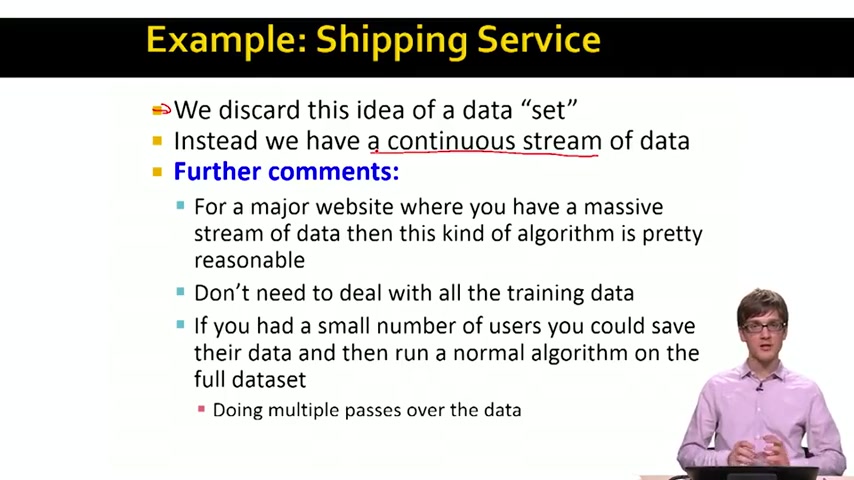 Example: Shipping Service
We discard this idea of a data “set”
Instead we have a continuous stream of data
Further comments:
For a major website where you have a massive
stream of data then this kind of algorithm is pretty
reasonable
Don’t need to deal with all the training data
If you had a small number of users you could save
their data and then run a normal algorithm on the
full dataset
Doing multiple passes over the data